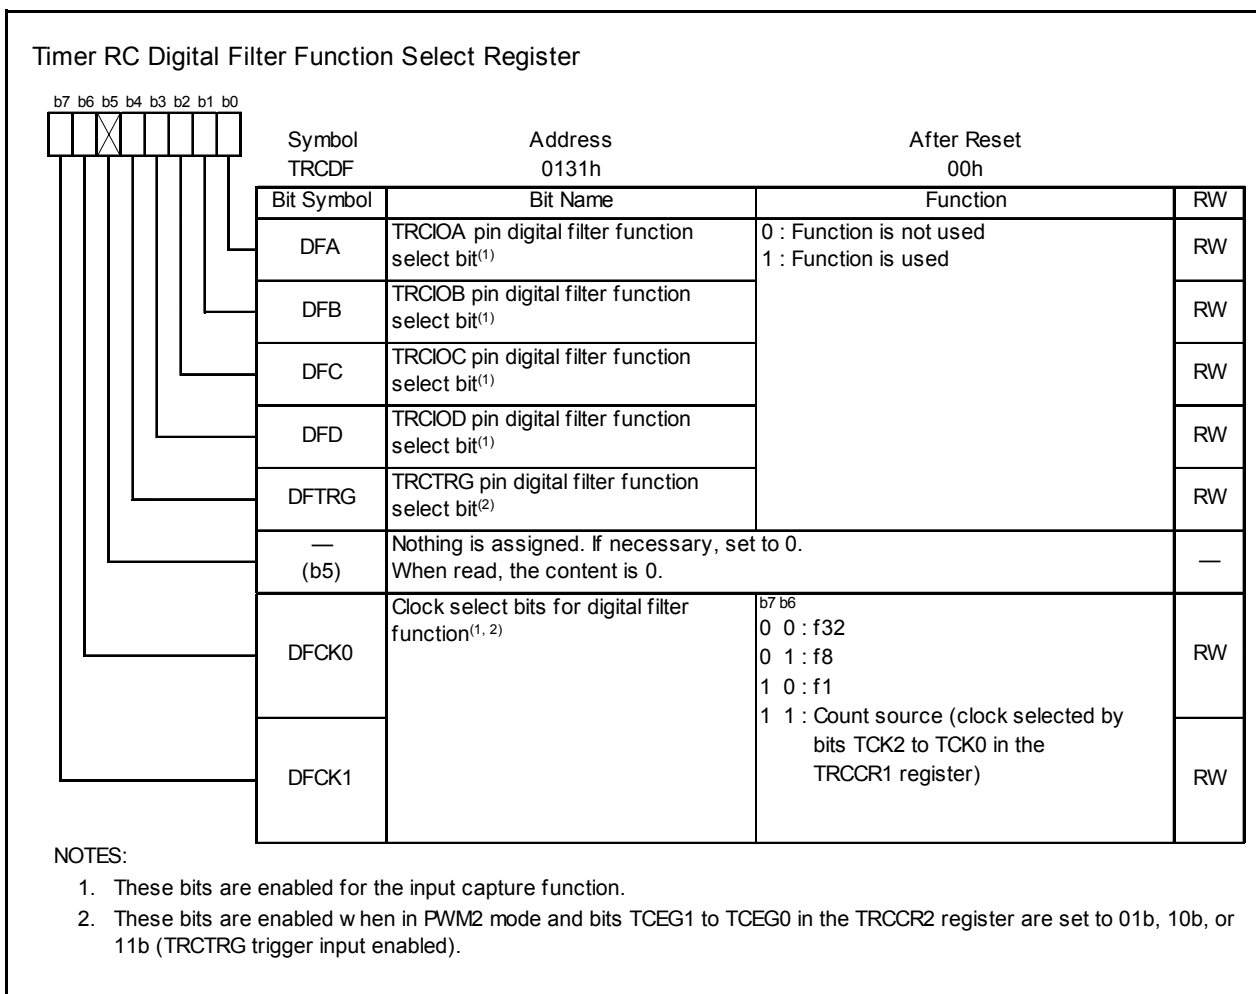 Timer RC Digital Filter Function Select Register
b7 b6 b5 b4 b3 b2 b1 b0
Symbol Address After Reset
TRCDF 0131h 00h
Bit Symbol Bit Name Function RW
DFA TRCIOA pin digital filter function select bit(1) 0 : Function is not used RW
1 : Function is used
DFB TRCIOB pin digital filter function select bit(1) RW
DFC TRCIOC pin digital filter function select bit(1) RW
DFD TRCIOD pin digital filter function select bit(1) RW
DFTRG TRCTRG pin digital filter function select bit(2) RW
— (b5) Nothing is assigned. If necessary, set to 0. —
When read, the content is 0.
DFCK0 Clock select bits for digital filter function(1, 2) b7 b6 RW
0 0 : f32
0 1 : f8
1 0 : f1
1 1 : Count source (clock selected by
bits TCK2 to TCK0 in the
TRCCR1 register)
DFCK1 RW
NOTES:
1. These bits are enabled for the input capture function.
2. These bits are enabled when in PWM2 mode and bits TCEG1 to TCEG0 in the TRCCR2 register are set to 01b, 10b, or
11b (TRCTRG trigger input enabled).